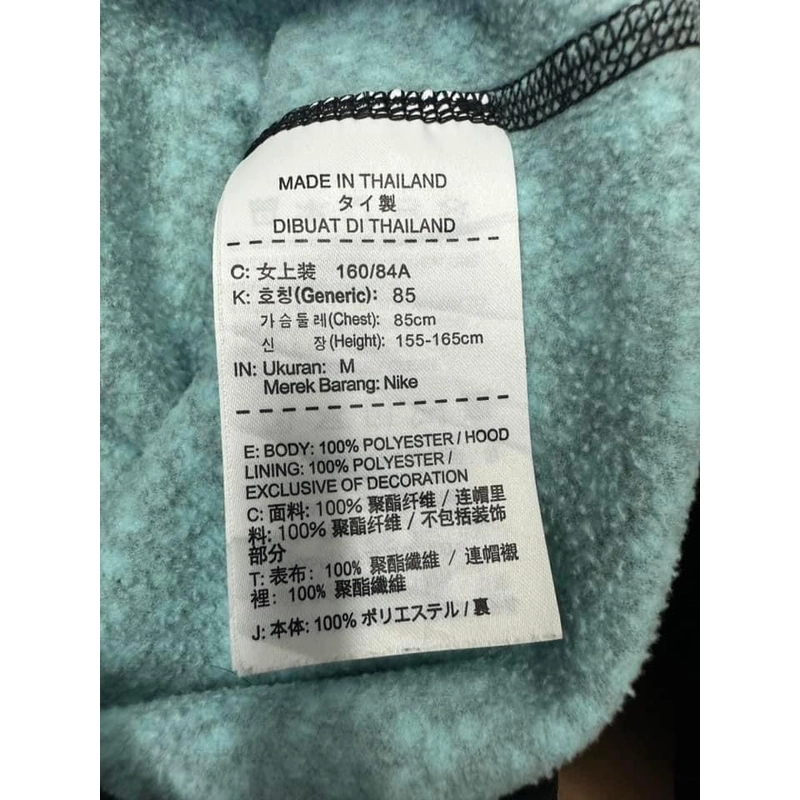 MADE IN THAILAND
タイ製
DIBUAT DI THAILAND
C: 女上装 160/84A
K: 호칭(Generic): 85
가슴둘레(Chest): 85cm
신 장(Height): 155-165cm
IN: Ukuran: M
Merek Barang: Nike
E: BODY: 100% POLYESTER / HOOD
LINING: 100% POLYESTER /
EXCLUSIVE OF DECORATION
C: 面料: 100% 聚酯纤维 / 连帽里
料: 100% 聚酯纤维 / 不包括装饰
部分
T: 表布: 100% 聚酯纖維 / 連帽襯
裡: 100% 聚酯纖維
J: 本体: 100% ポリエステル / 裏